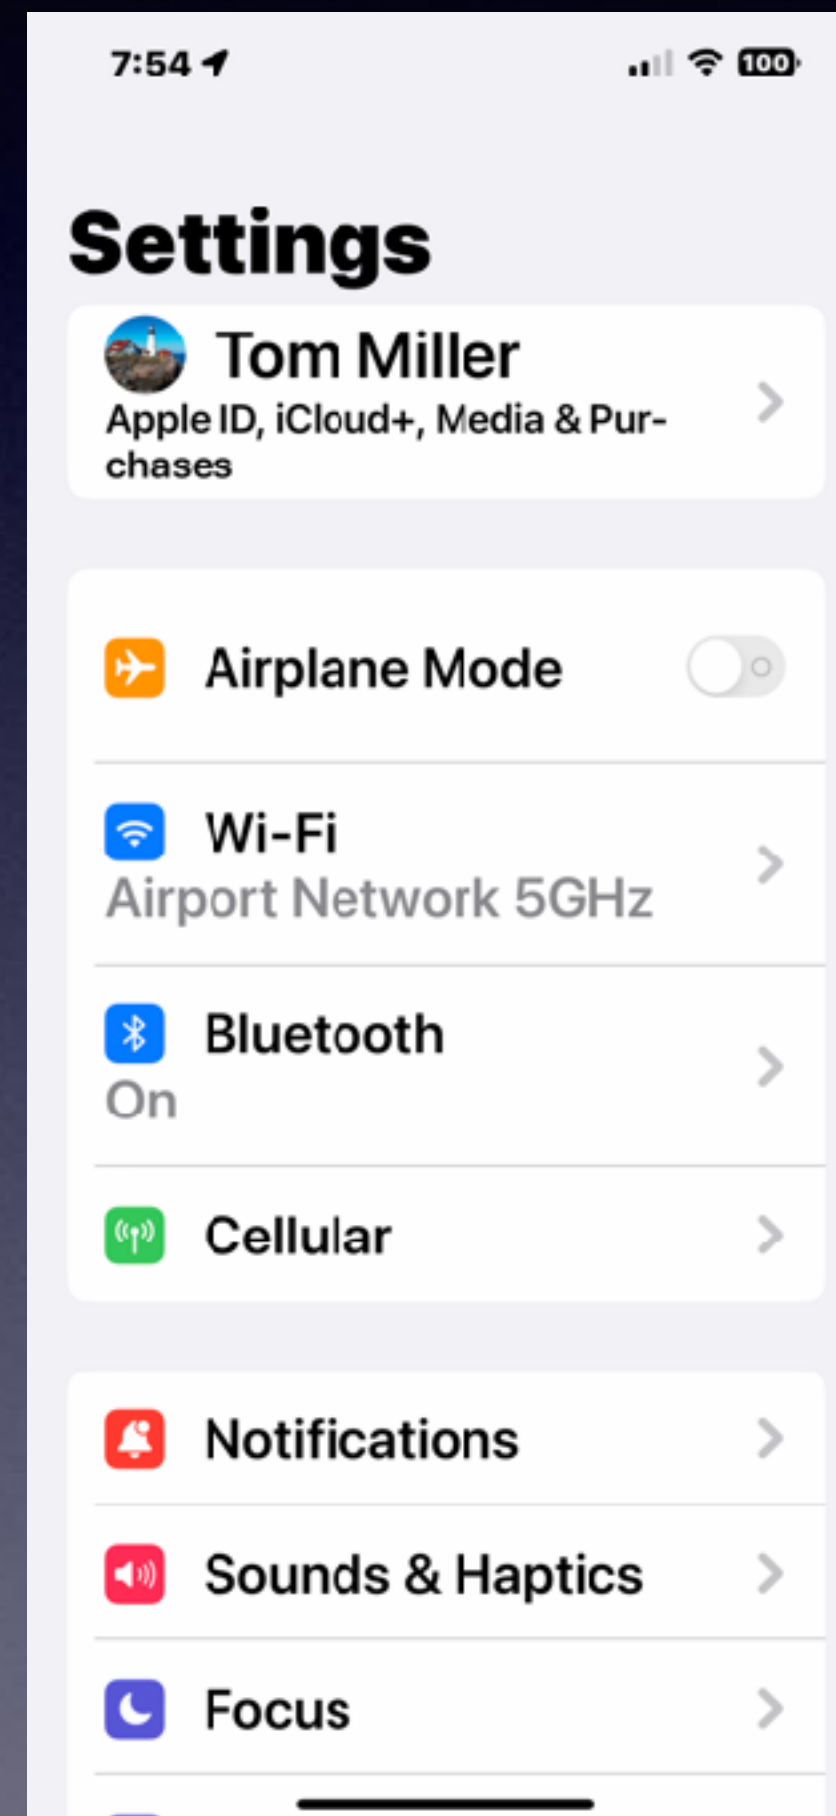 7:54
100
Settings
Tom Miller
Apple ID, iCloud+, Media & Pur-
chases
Airplane Mode
Wi-Fi
Airport Network 5GHz
Bluetooth
On
Cellular
Notifications
Sounds & Haptics
Focus